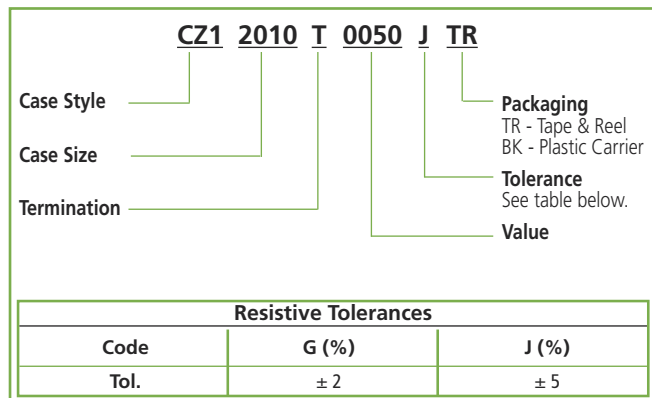 CZ1 2010 T 0050 J TR
Case Style
Case Size
Termination
Packaging
TR - Tape & Reel
BK - Plastic Carrier
Tolerance
See table below.
Value
Resistive Tolerances
Code G (%) J (%)
Tol. ± 2 ± 5